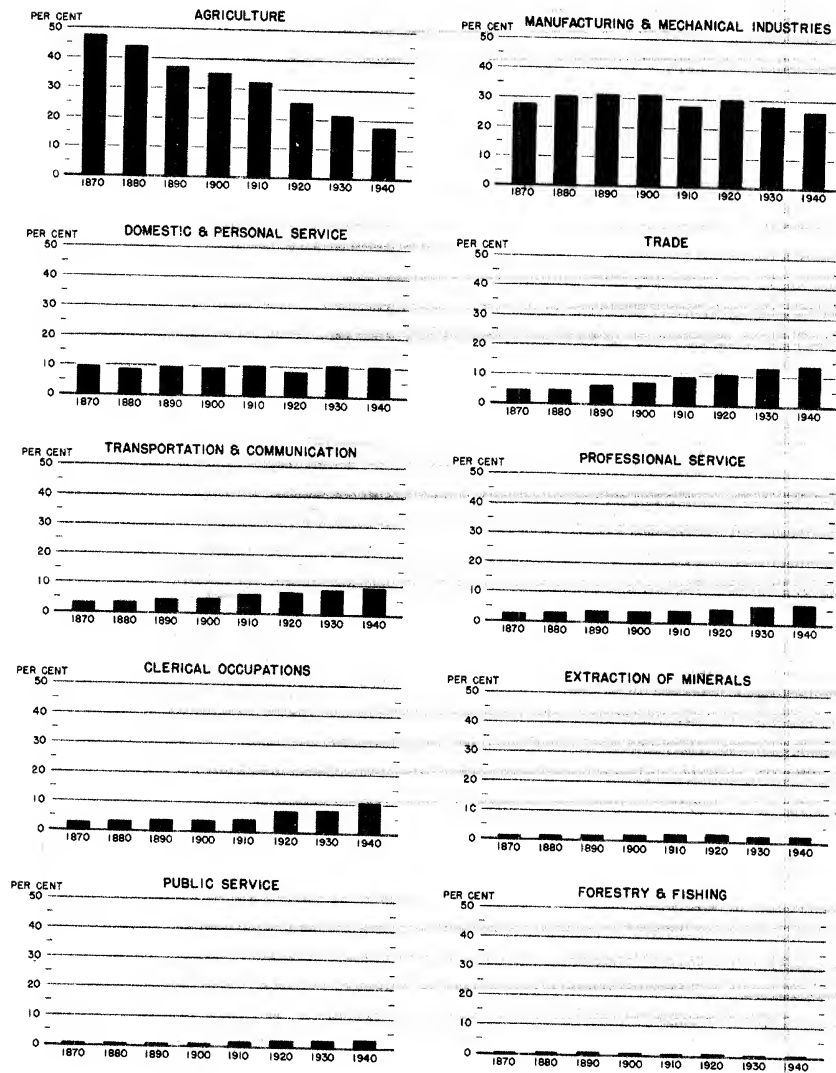 AGRICULTURE
PER CENT
50
40
30
20
10
0
1870 1880 1890 1900 1910 1920 1930 1940
MANUFACTURING & MECHANICAL INDUSTRIES
PER CENT
50
40
30
20
10
0
1870 1880 1890 1900 1910 1920 1930 1940
DOMESTIC & PERSONAL SERVICE
PER CENT
50
40
30
20
10
0
1870 1880 1890 1900 1910 1920 1930 1940
TRADE
PER CENT
50
40
30
20
10
0
1870 1880 1890 1900 1910 1920 1930 1940
TRANSPORTATION & COMMUNICATION
PER CENT
50
40
30
20
10
0
1870 1880 1890 1900 1910 1920 1930 1940
PROFESSIONAL SERVICE
PER CENT
50
40
30
20
10
0
1870 1880 1890 1900 1910 1920 1930 1940
CLERICAL OCCUPATIONS
PER CENT
50
40
30
20
10
0
1870 1880 1890 1900 1910 1920 1930 1940
EXTRACTION OF MINERALS
PER CENT
50
40
30
20
10
0
1870 1880 1890 1900 1910 1920 1930 1940
PUBLIC SERVICE
PER CENT
50
40
30
20
10
0
1870 1880 1890 1900 1910 1920 1930 1940
FORESTRY & FISHING
PER CENT
50
40
30
20
10
0
1870 1880 1890 1900 1910 1920 1930 1940